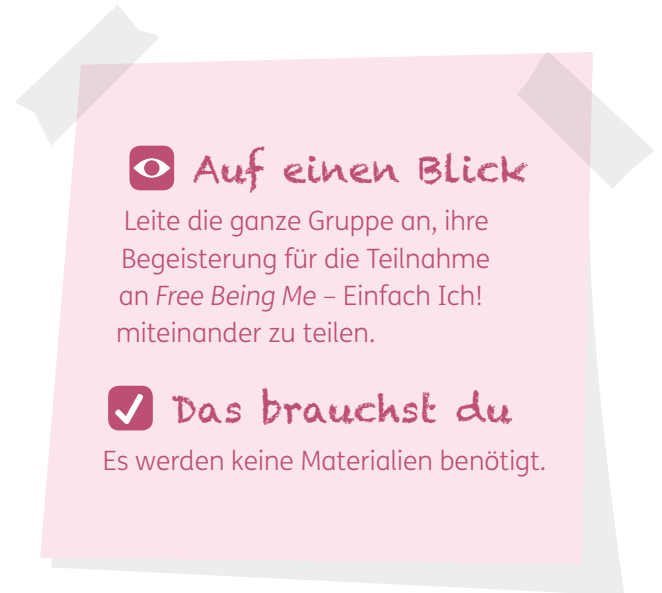 Auf einen Blick
Leite die ganze Gruppe an, ihre
Begeisterung für die Teilnahme
an Free Being Me – Einfach Ich!
miteinander zu teilen.
Das brauchst du
Es werden keine Materialien benötigt.